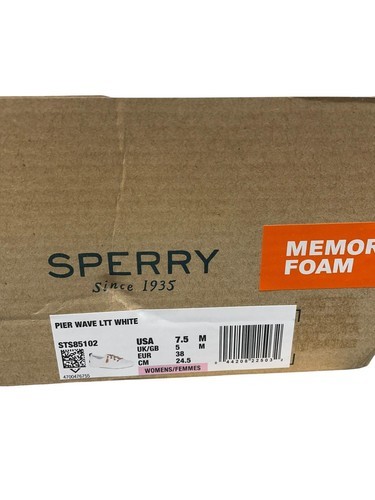 SPERRY
Since 1935
MEMOR
FOAM
PIER WAVE LTT WHITE
STS85102
USA 7.5 M
UK/GB 5 M
EUR 38
CM 24.5
WOMENS/FEMMES